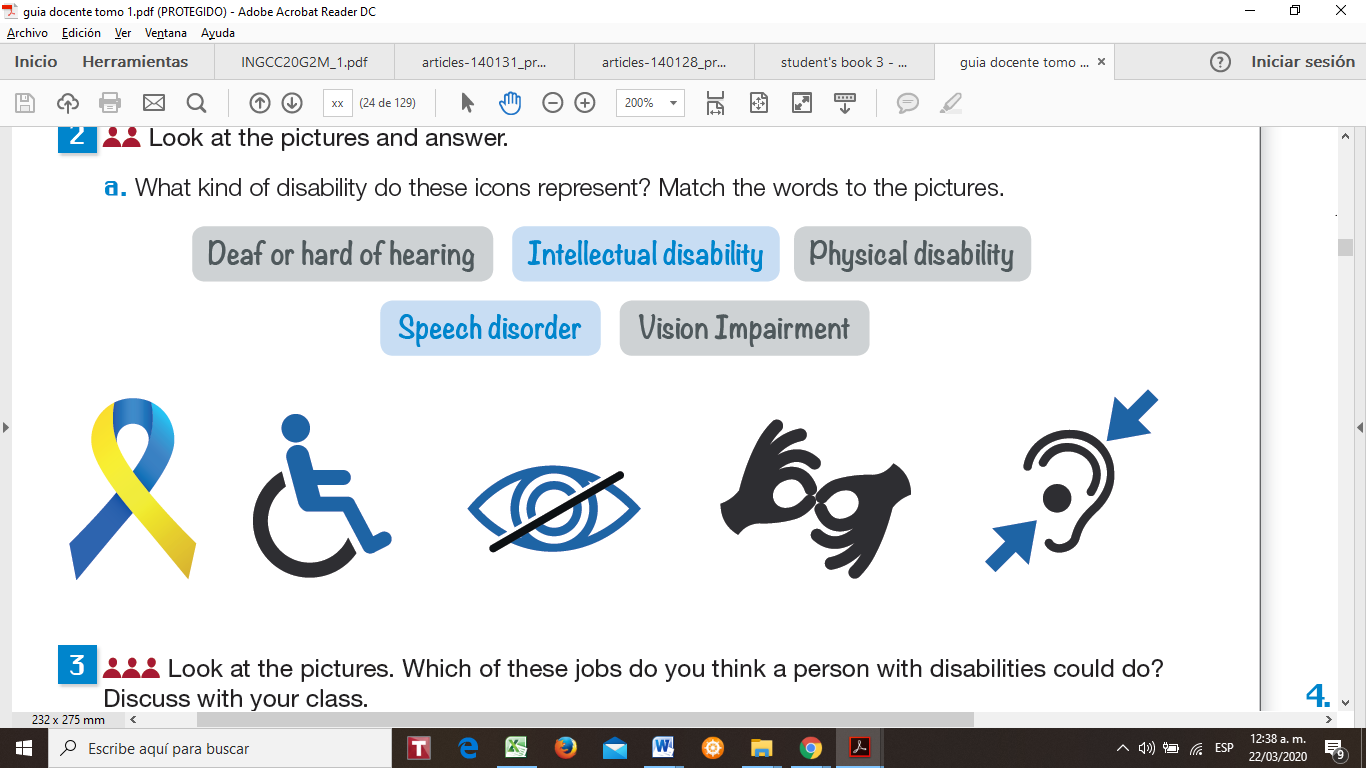 guia docente tomo 1.pdf (PROTEGIDO) - Adobe Acrobat Reader DC
Archivo Edición Ver Ventana Ayuda
Inicio Herramientas INGCC20G2M_1.pdf articles-140131_pr... articles-140128_pr... student's book 3 - ... guia docente tomo ... × ? Iniciar sesión
xx (24 de 129) 200%
2 Look at the pictures and answer.
a. What kind of disability do these icons represent? Match the words to the pictures.
Deaf or hard of hearing Intellectual disability Physical disability
Speech disorder Vision Impairment
3 Look at the pictures. Which of these jobs do you think a person with disabilities could do?
Discuss with your class.
4.
232 x 275 mm
Escribe aquí para buscar
T
ESP
12:38 a. m.
22/03/2020
9